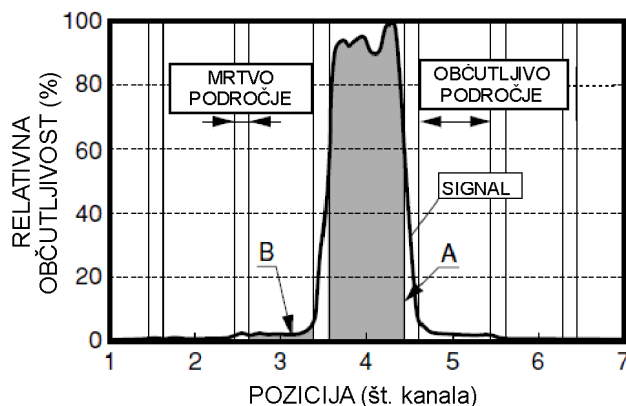 RELATIVNA
OBČUTLJIVOST (%)
100
80
60
40
20
0
MRTVO
PODROČJE
OBČUTLJIVO
PODROČJE
SIGNAL
B
A
1 2 3 4 5 6 7
POZICIJA (št. kanala)